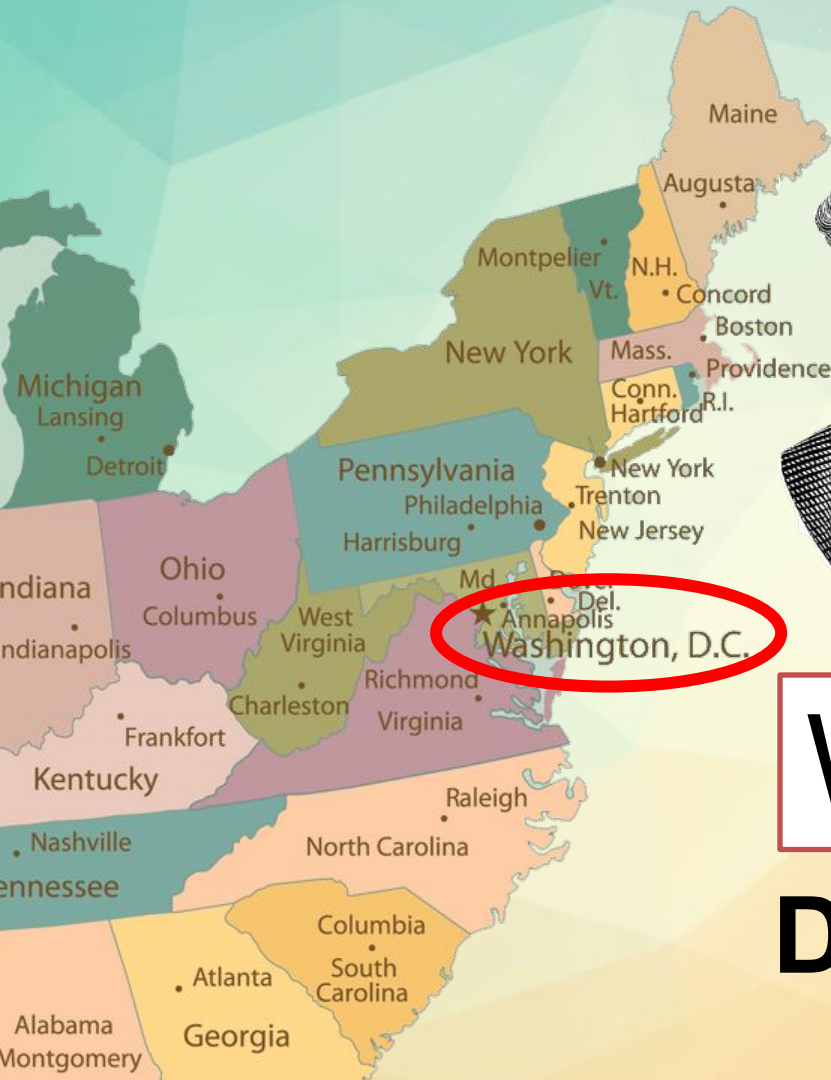 Maine
Augusta
Montpelier
N.H.
Vt.
Concord
Boston
New York
Mass.
Providence
Conn.
Hartford
R.I.
Michigan
Lansing
Detroit
New York
Pennsylvania
Trenton
Philadelphia
New Jersey
Harrisburg
Ohio
Md.
Del.
ndiana
Columbus
West
Virginia
Annapolis
Washington, D.C.
ndianapolis
Richmond
Charleston
Virginia
Frankfort
Kentucky
Raleigh
Nashville
North Carolina
ennessee
Columbia
Atlanta
South
Carolina
Alabama
Georgia
Montgomery
D